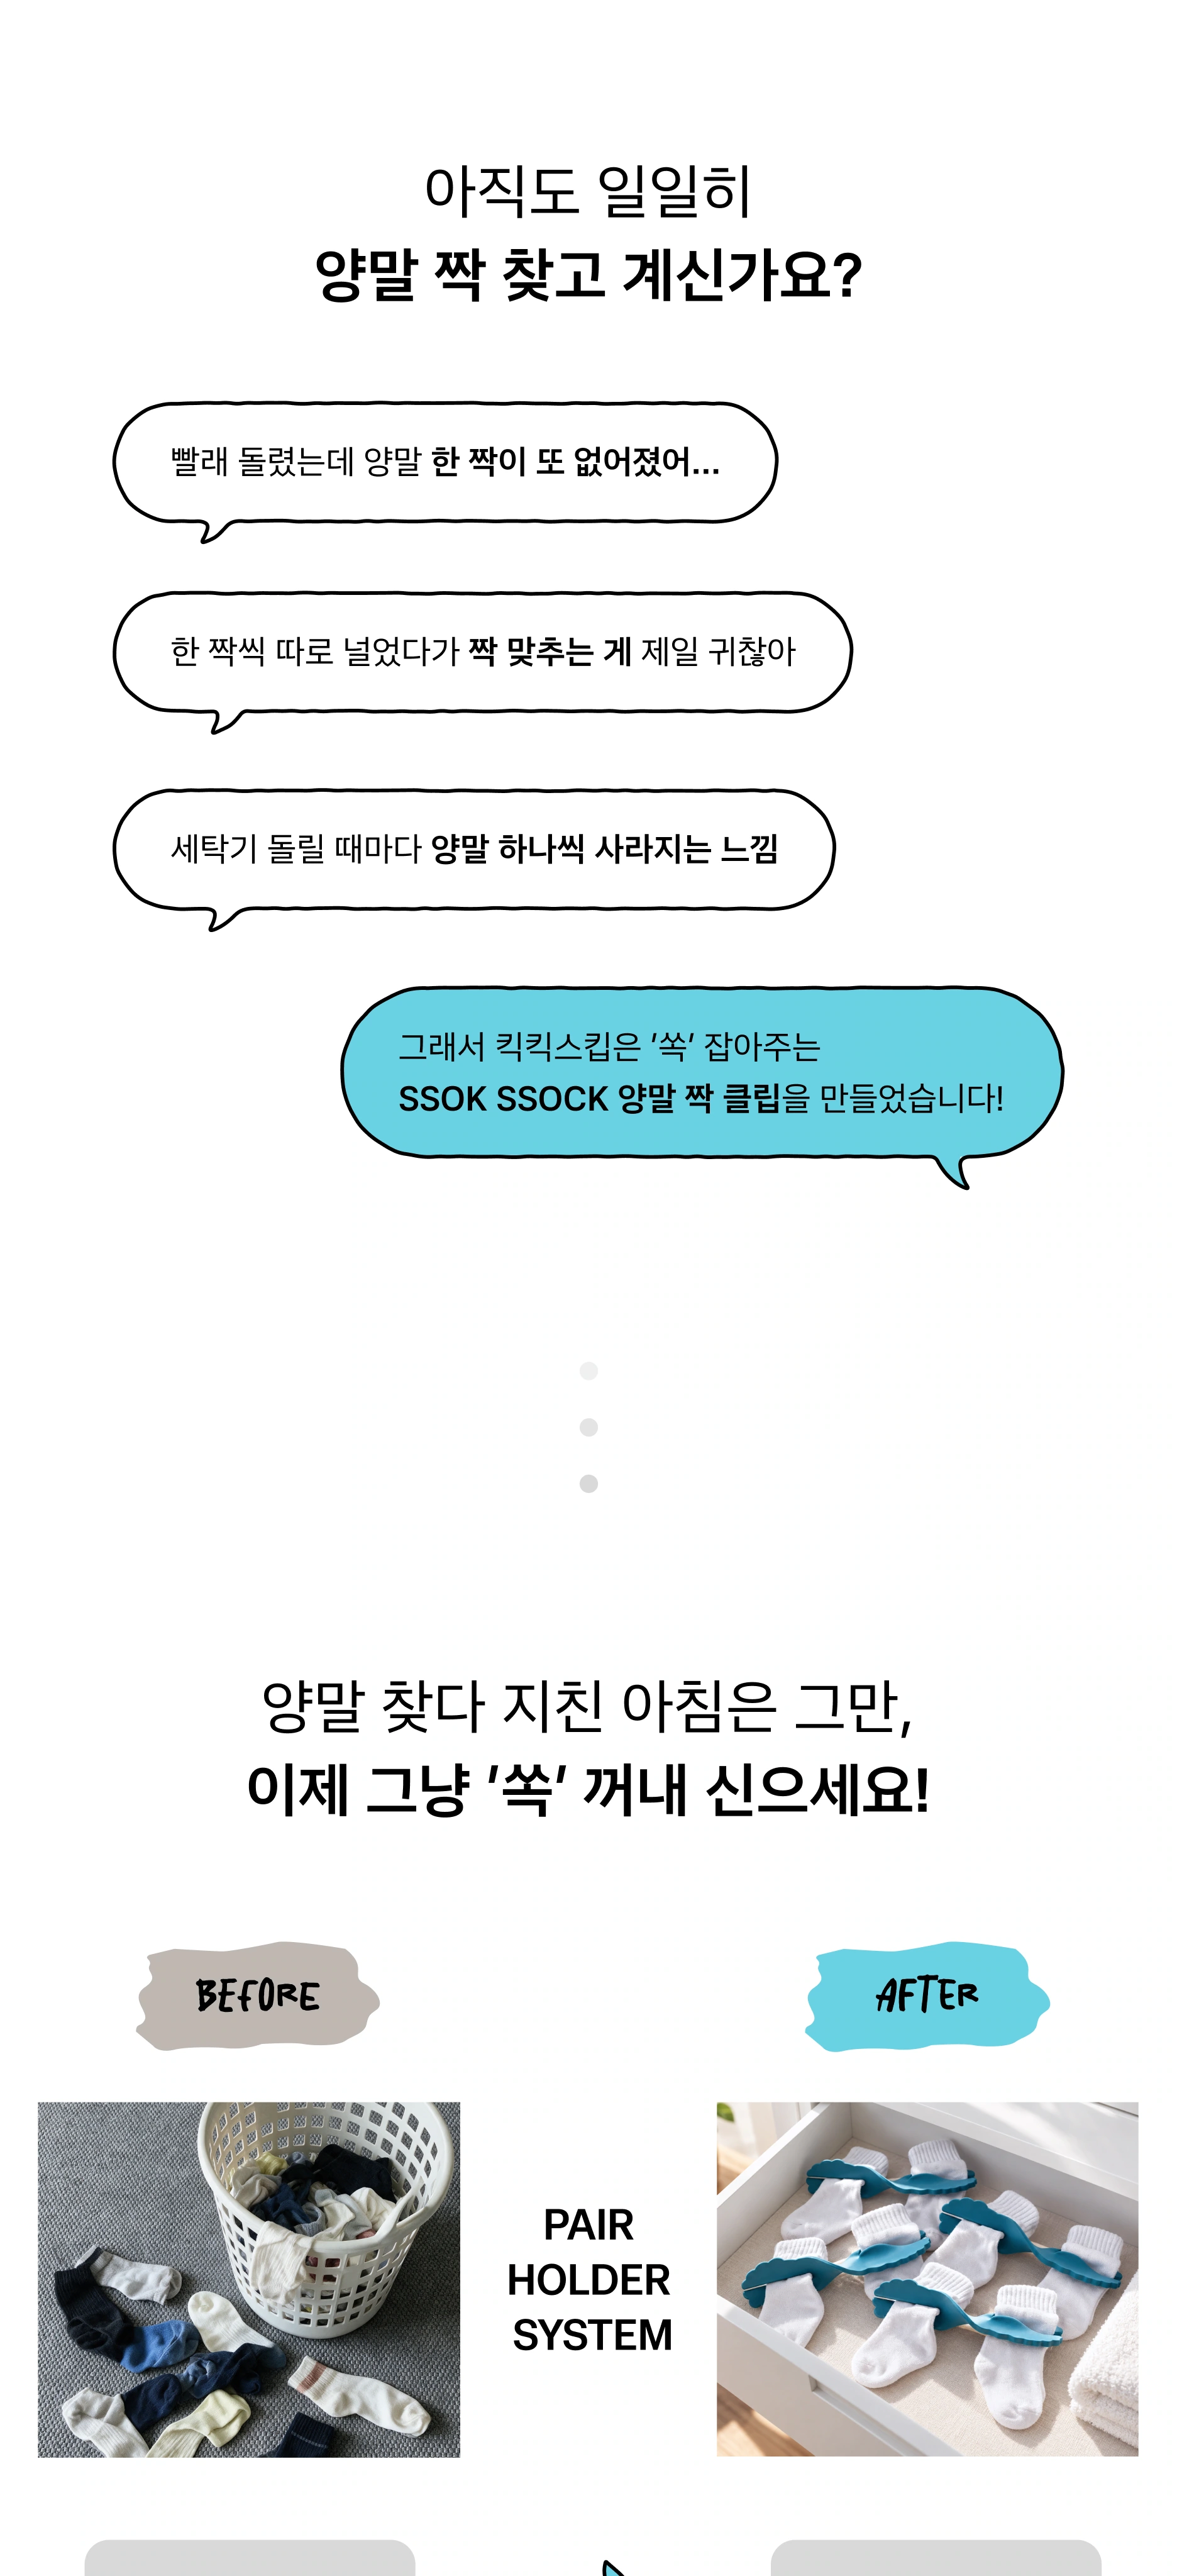 아직도 일일히
양말 짝 찾고 계신가요?
빨래 돌렸는데 양말 한 짝이 또 없어졌어...
한 짝씩 따로 널었다가 짝 맞추는 게 제일 귀찮아
세탁기 돌릴 때마다 양말 하나씩 사라지는 느낌
그래서 킥킥스킵은 '쏙' 잡아주는
SSOK SSOCK 양말 짝 클립을 만들었습니다!
양말 찾다 지친 아침은 그만,
이제 그냥 '쏙' 꺼내 신으세요!
BEFORE
AFTER
PAIR
HOLDER
SYSTEM